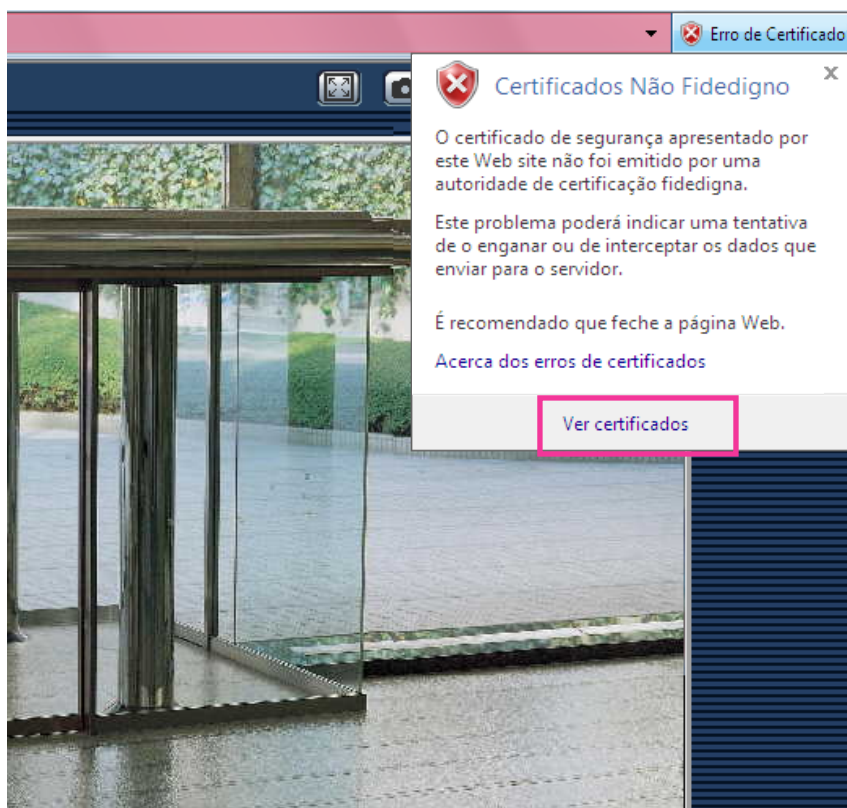 Erro de Certificado
Certificados Não Fidedigno
O certificado de segurança apresentado por
este Web site não foi emitido por uma
autoridade de certificação fidedigna.
Este problema poderá indicar uma tentativa
de o enganar ou de interceptar os dados que
enviar para o servidor.
É recomendado que feche a página Web.
Acerca dos erros de certificados
Ver certificados